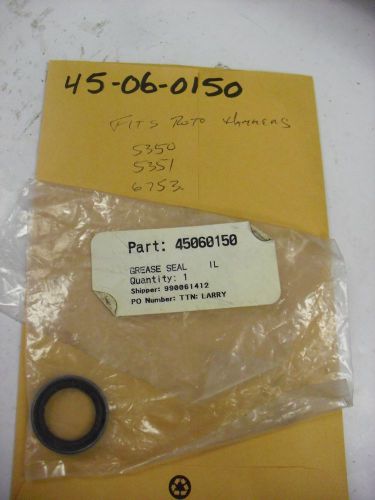 45-06-0150
FITS ROTO HAMMERS
5350
5351
6753
Part: 45060150
GREASE SEAL IL
Quantity: 1
Shipper: 990061412
PO Number: TTN: LARRY